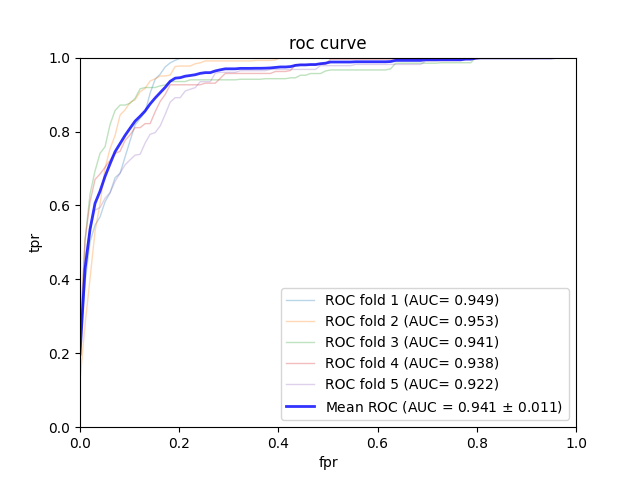 roc curve
tpr
1.0
0.8
0.6
0.4
0.2
0.0
ROC fold 1 (AUC= 0.949)
ROC fold 2 (AUC= 0.953)
ROC fold 3 (AUC= 0.941)
ROC fold 4 (AUC= 0.938)
ROC fold 5 (AUC= 0.922)
Mean ROC (AUC = 0.941 ± 0.011)
0.0 0.2 0.4 0.6 0.8 1.0
fpr